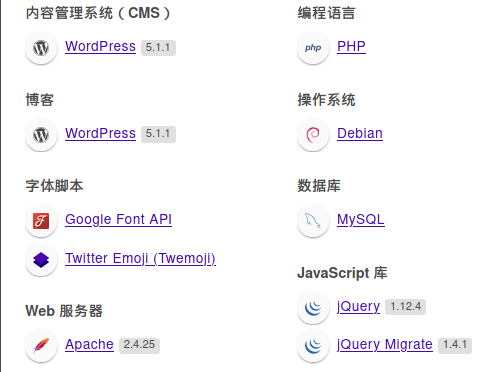 内容管理系统（CMS）
WordPress 5.1.1
博客
WordPress 5.1.1
字体脚本
Google Font API
Twitter Emoji (Twemoji)
Web 服务器
Apache 2.4.25
编程语言
php PHP
操作系统
Debian
数据库
MySQL
JavaScript 库
jQuery 1.12.4
jQuery Migrate 1.4.1